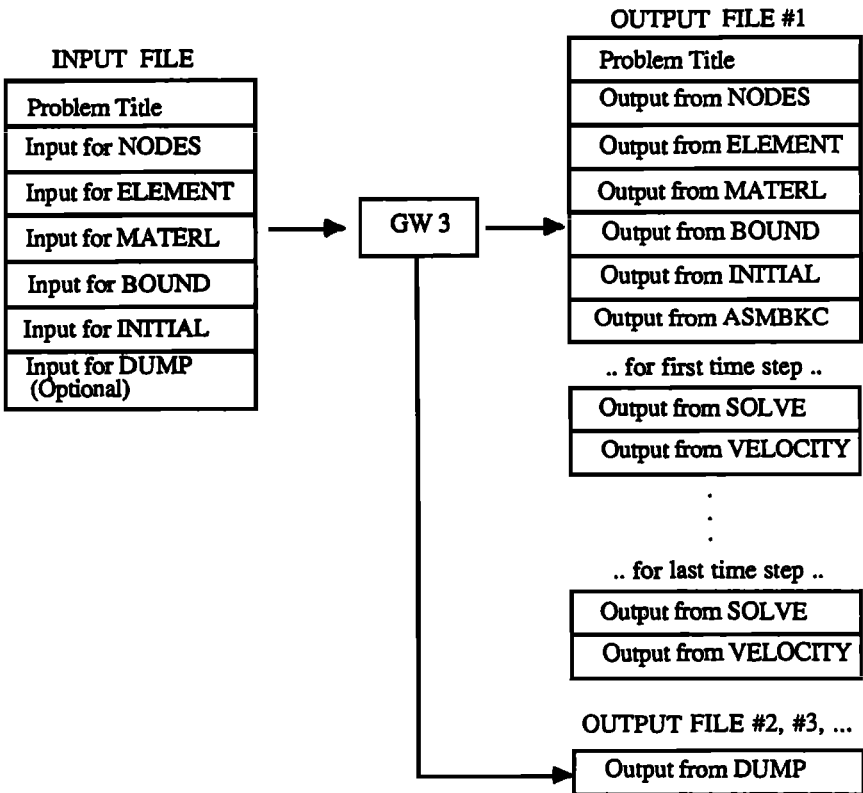 INPUT FILE
Problem Title
Input for NODES
Input for ELEMENT
Input for MATERL
Input for BOUND
Input for INITIAL
Input for DUMP
(Optional)
GW 3
OUTPUT FILE #1
Problem Title
Output from NODES
Output from ELEMENT
Output from MATERL
Output from BOUND
Output from INITIAL
Output from ASMBKC
.. for first time step ..
Output from SOLVE
Output from VELOCITY
.
.
.
.. for last time step ..
Output from SOLVE
Output from VELOCITY
OUTPUT FILE #2, #3, ...
Output from DUMP